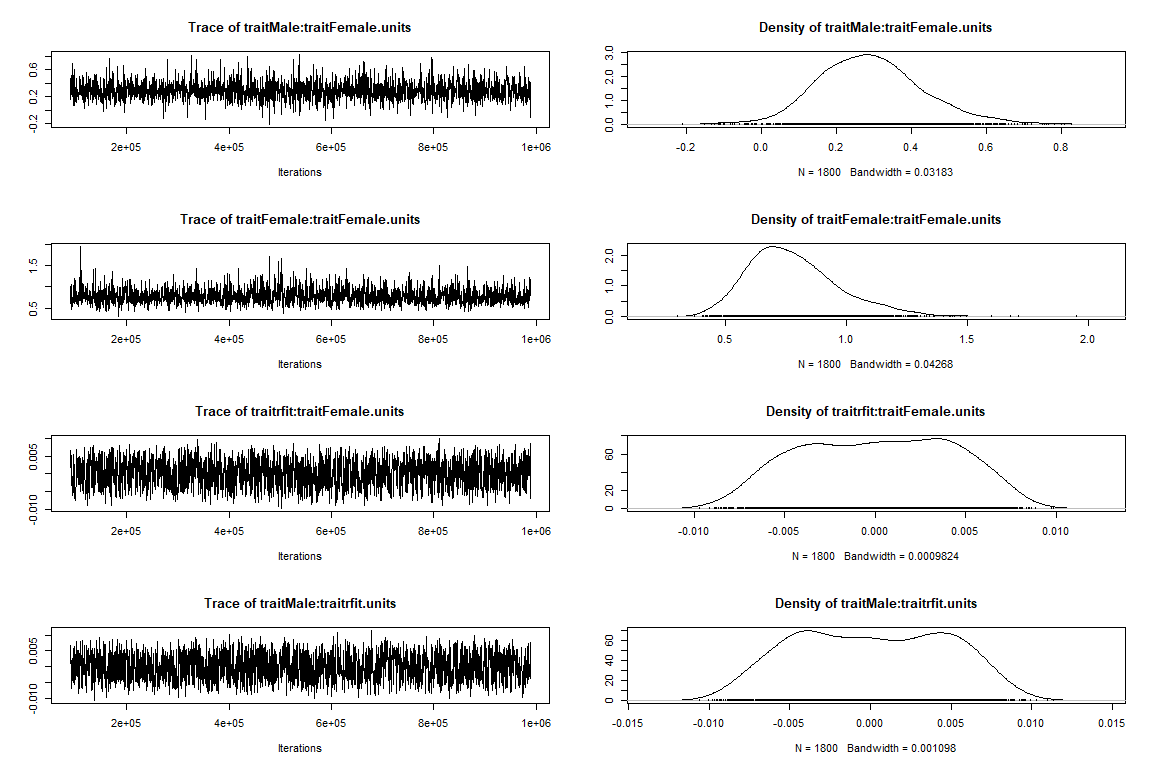 Trace of traitMale:traitFemale.units
Density of traitMale:traitFemale.units
-0.2 0.2 0.6
2e+05 4e+05 6e+05 8e+05 1e+06
Iterations
0.0 1.0 2.0 3.0
-0.2 0.0 0.2 0.4 0.6 0.8
N = 1800 Bandwidth = 0.03183
Trace of traitFemale:traitFemale.units
Density of traitFemale:traitFemale.units
0.5 1.5
2e+05 4e+05 6e+05 8e+05 1e+06
Iterations
0.0 1.0 2.0
0.5 1.0 1.5 2.0
N = 1800 Bandwidth = 0.04268
Trace of traitrfit:traitFemale.units
Density of traitrfit:traitFemale.units
-0.010 0.005
2e+05 4e+05 6e+05 8e+05 1e+06
Iterations
0 20 60
-0.010 -0.005 0.000 0.005 0.010
N = 1800 Bandwidth = 0.0009824
Trace of traitMale:traitrfit.units
Density of traitMale:traitrfit.units
-0.010 0.005
2e+05 4e+05 6e+05 8e+05 1e+06
Iterations
0 20 40 60
-0.015 -0.010 -0.005 0.000 0.005 0.010 0.015
N = 1800 Bandwidth = 0.001098